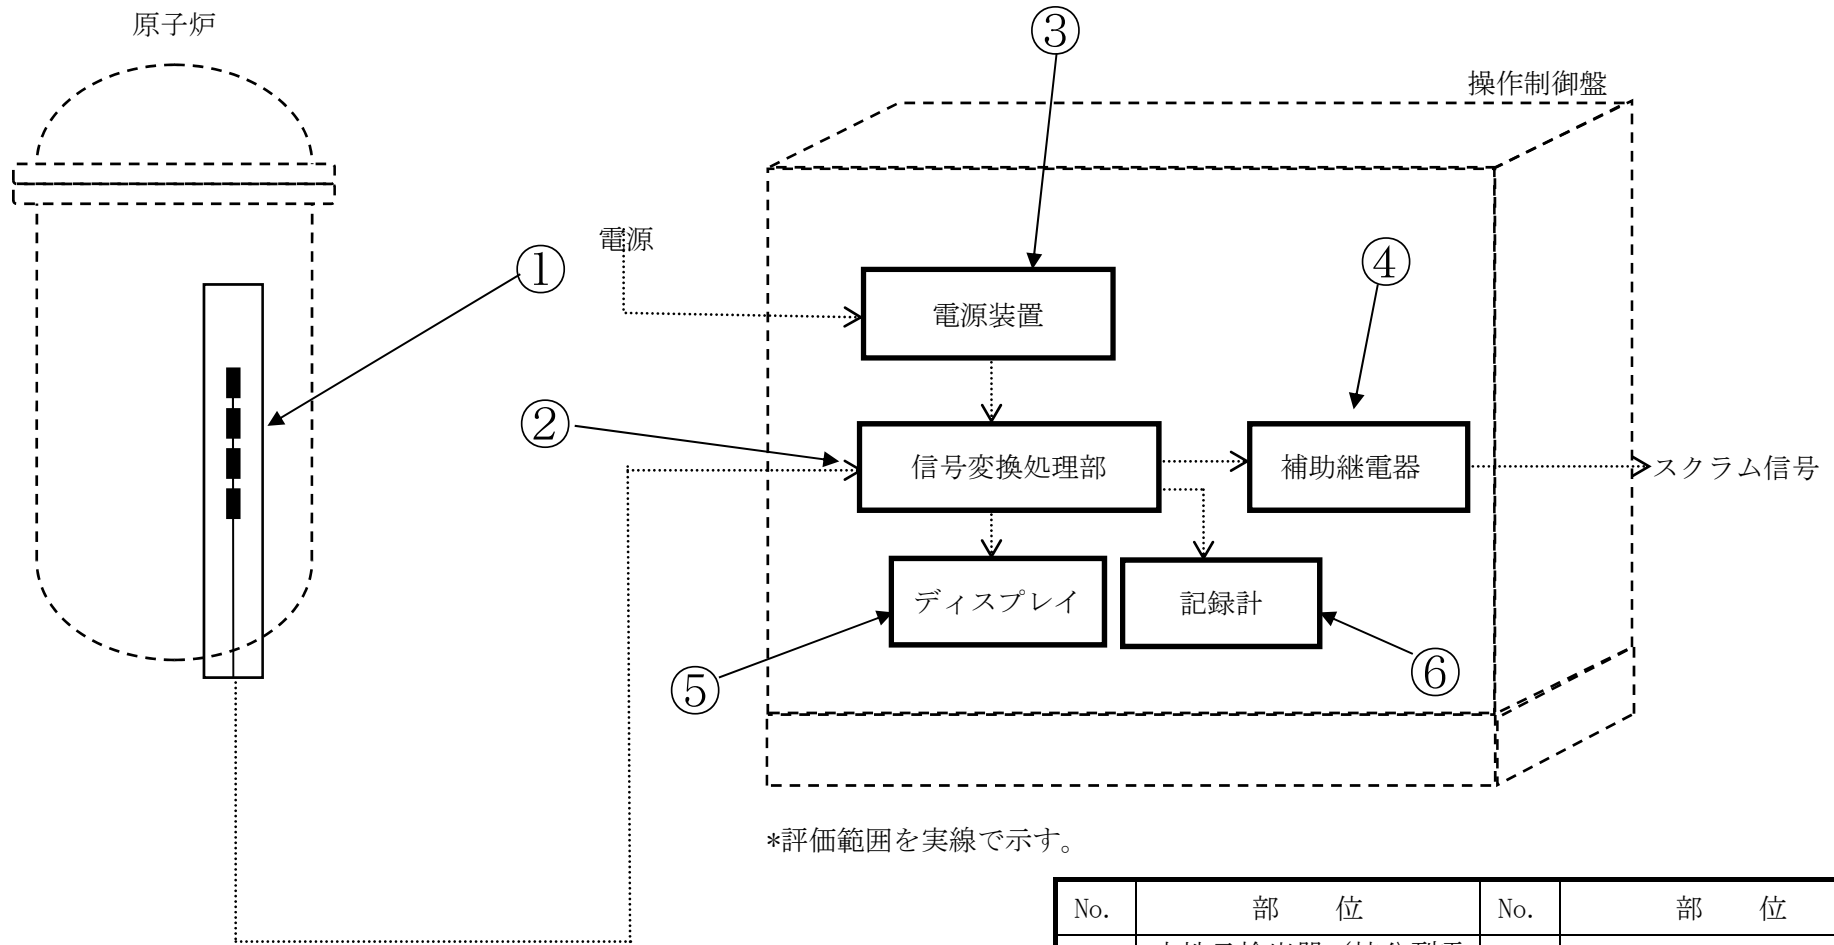 原子炉
③
操作制御盤
電源
①
④
電源装置
②
信号変換処理部
補助継電器
スクラム信号
ディスプレイ
記録計
⑤
⑥
*評価範囲を実線で示す。
No. 部 位 No. 部 位